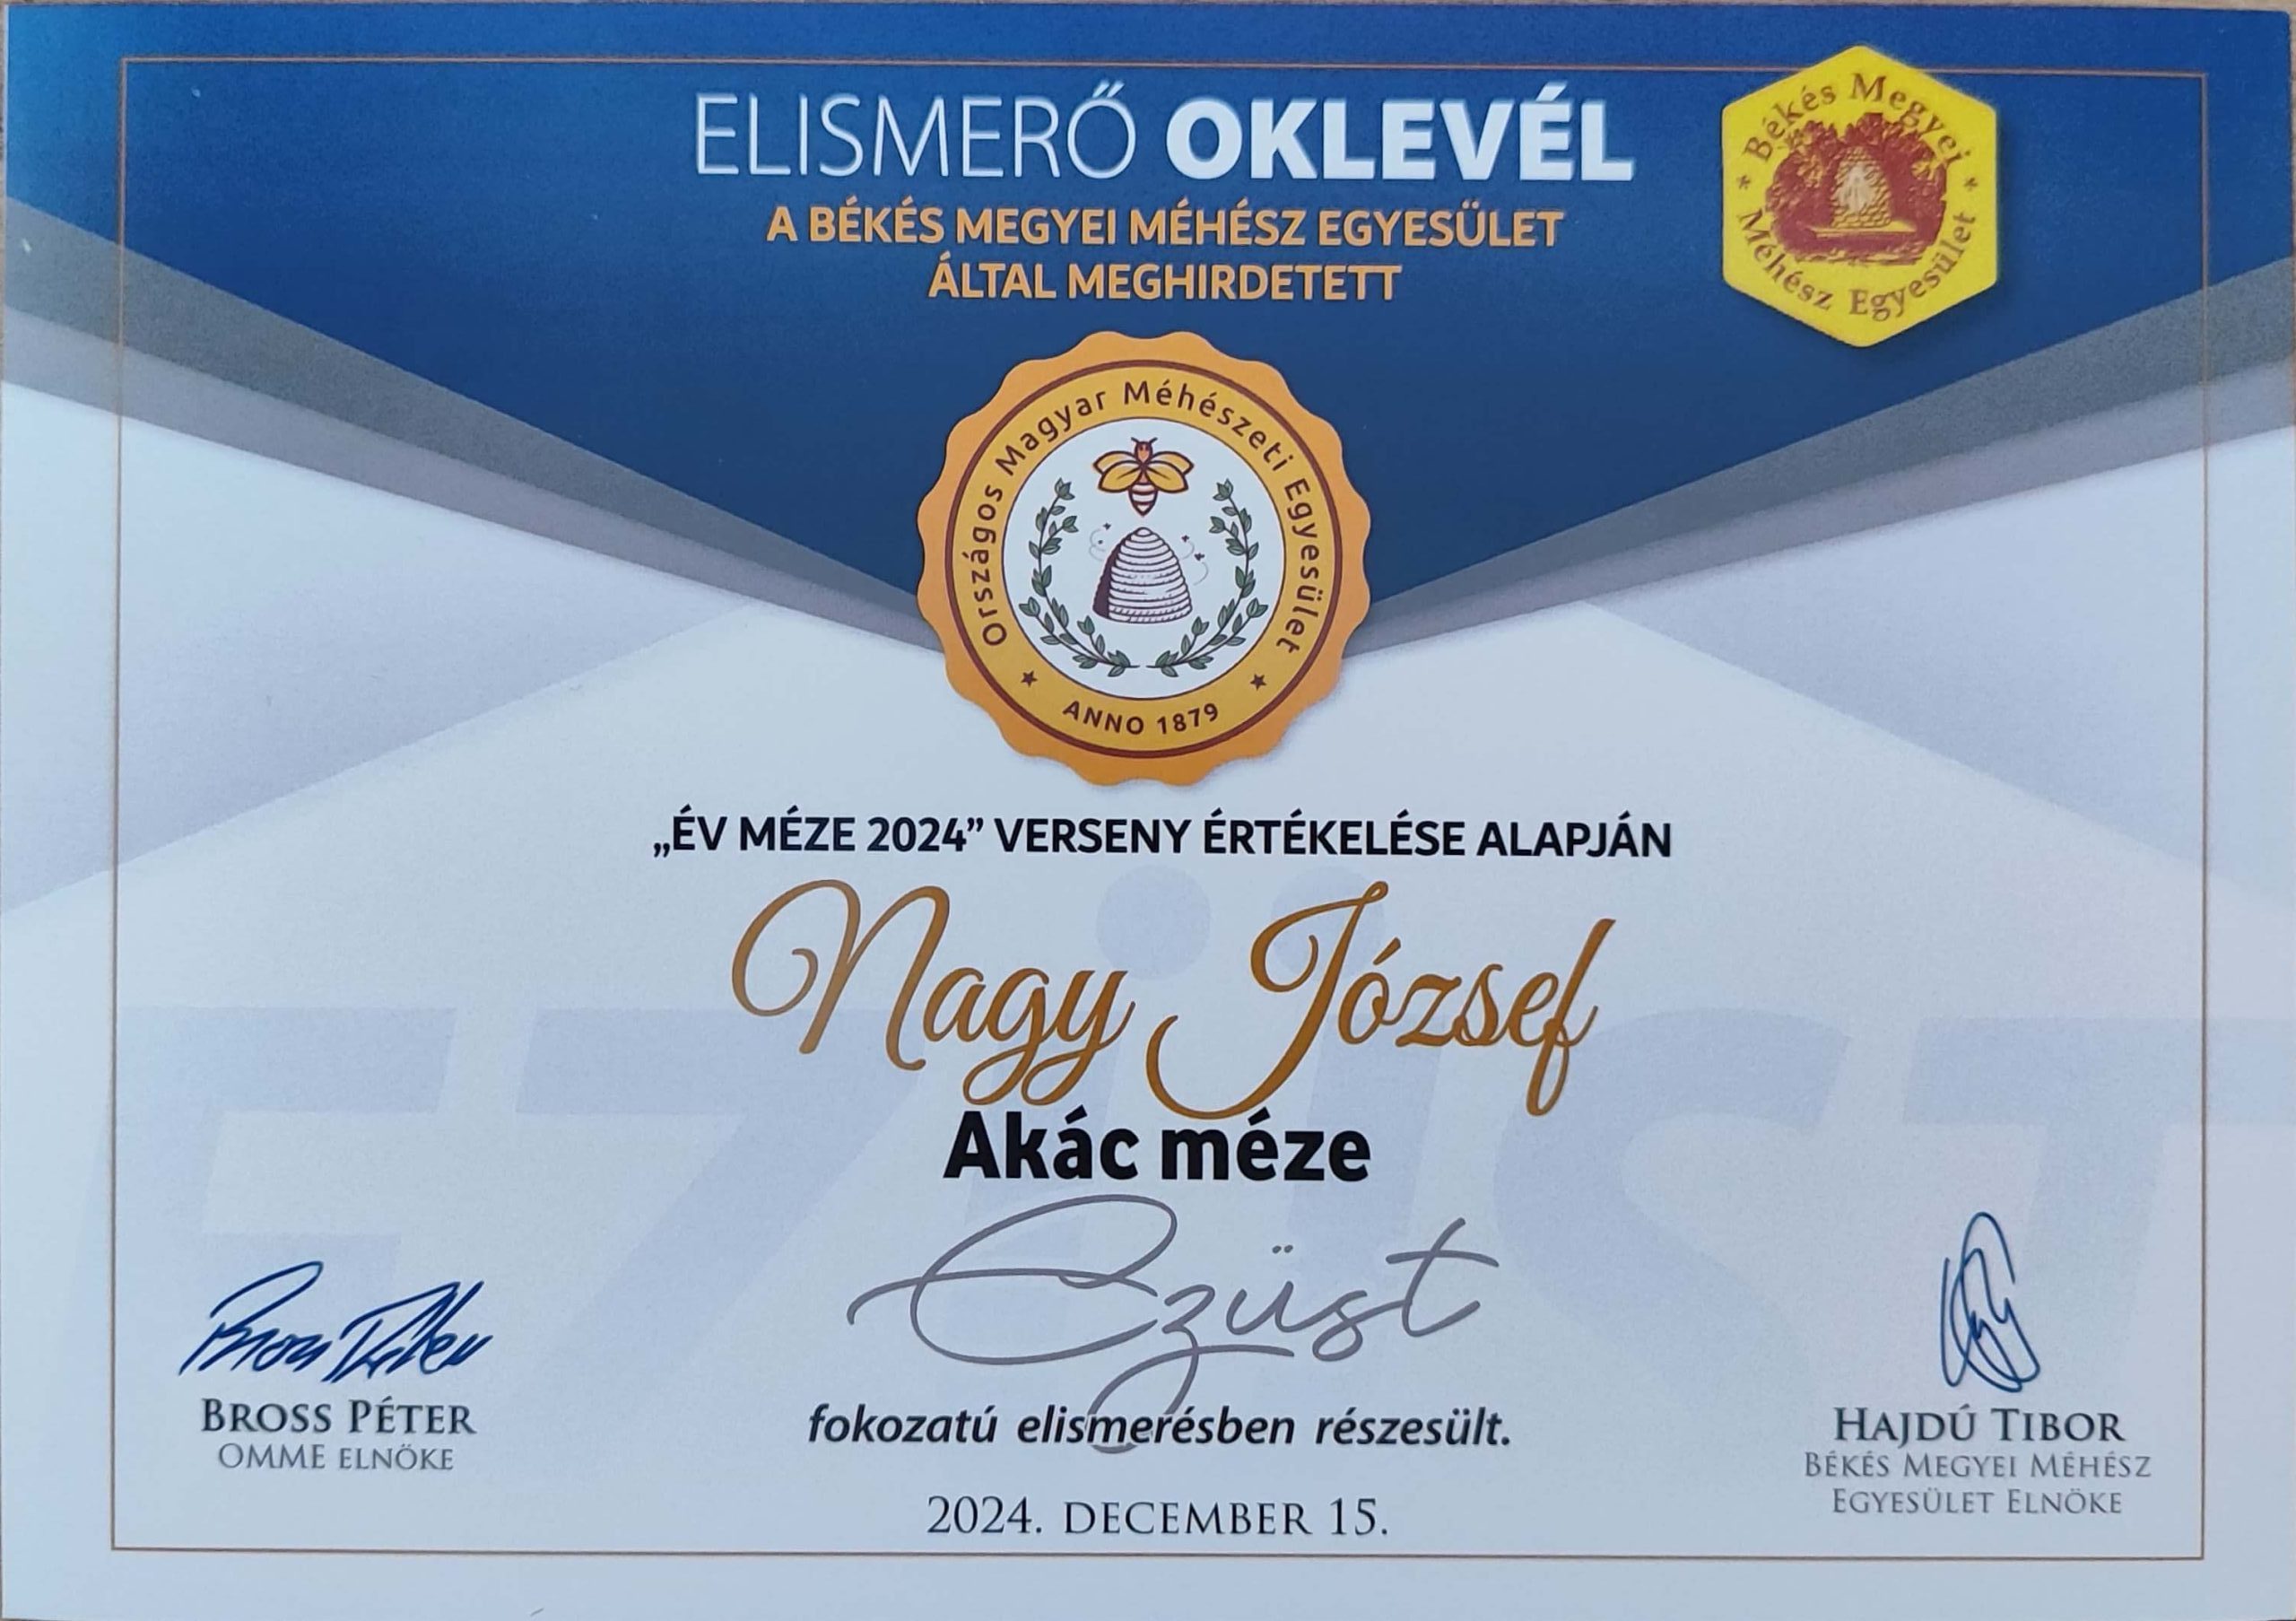 ELISMERŐ OKLEVÉL
A BÉKÉS MEGYEI MÉHÉSZ EGYESÜLET
ÁLTAL MEGHIRDETETT
Békés Megyei
Méhész Egyesület
Országos Magyar Méhészeti Egyesület
ANNO 1879
„ÉV MÉZE 2024” VERSENY ÉRTÉKELÉSE ALAPJÁN
Nagy József
Akác méze
Ezüst
fokozatú elismerésben részesült.
2024. DECEMBER 15.
BROSS PÉTER
OMME ELNÖKE
HAJDÚ TIBOR
BÉKÉS MEGYEI MÉHÉSZ
EGYESÜLET ELNÖKE
EZÜST